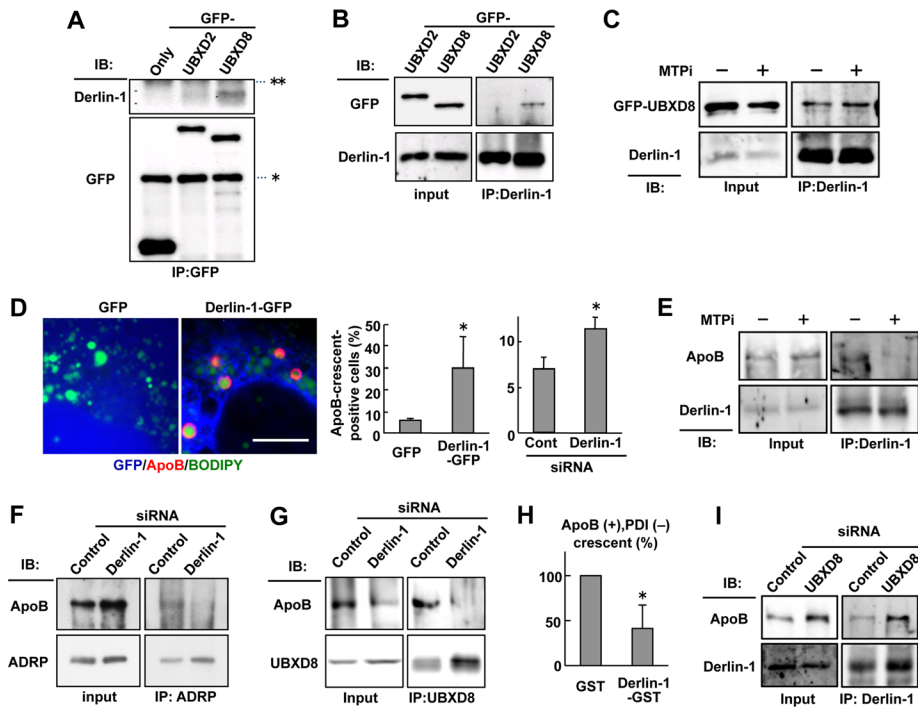 A
GFP-
IB:
Only
UBXD2
UBXD8
Derlin-1
**
GFP
*
IP:GFP
B
GFP-
IB:
UBXD2
UBXD8
UBXD2
UBXD8
GFP
Derlin-1
input
IP:Derlin-1
C
MTPi
− + − +
GFP-UBXD8
Derlin-1
IB:
Input
IP:Derlin-1
D
GFP
Derlin-1-GFP
GFP/ApoB/BODIPY
ApoB-crescent-
positive cells (%)
50
40
30
20
10
0
*
GFP
Derlin-1
-GFP
10
5
0
*
Cont
Derlin-1
siRNA
E
MTPi
− + − +
ApoB
Derlin-1
IB:
Input
IP:Derlin-1
F
siRNA
IB:
Control
Derlin-1
Control
Derlin-1
ApoB
ADRP
input
IP: ADRP
G
siRNA
IB:
Control
Derlin-1
Control
Derlin-1
ApoB
UBXD8
Input
IP:UBXD8
H
ApoB (+),PDI (−)
crescent (%)
100
50
0
*
GST
Derlin-1
-GST
I
siRNA
IB:
Control
UBXD8
Control
UBXD8
ApoB
Derlin-1
Input
IP: Derlin-1